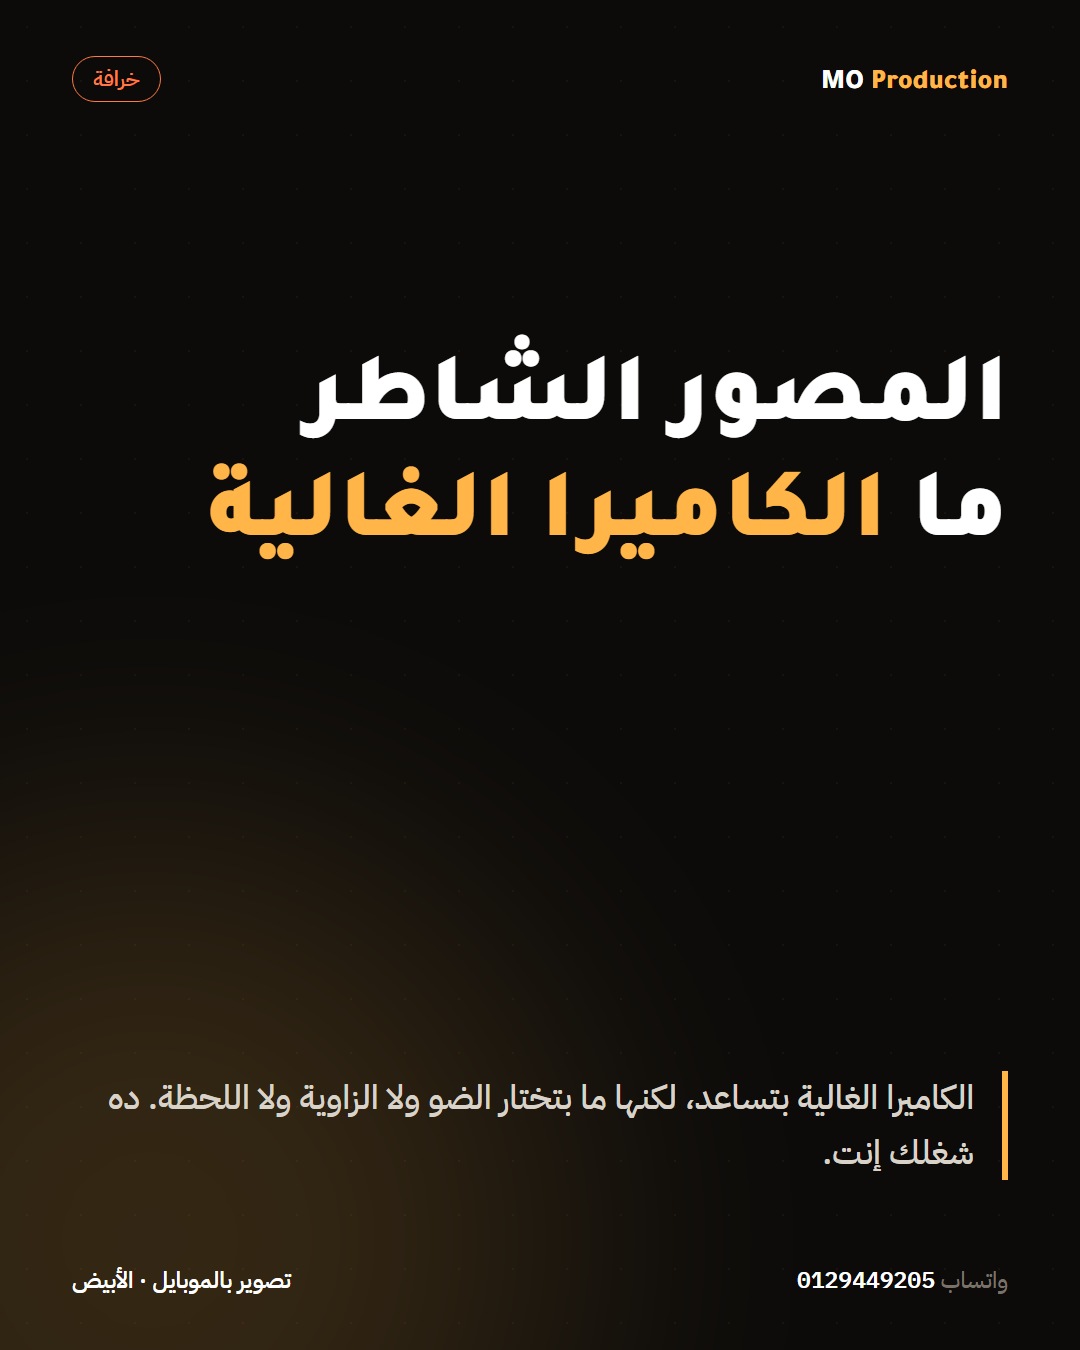 MO Production
خرافة
المصور الشاطر
ما الكاميرا الغالية
الكاميرا الغالية بتساعد، لكنها ما بتختار الضو ولا الزاوية ولا اللحظة. ده
شغلك إنت.
واتساب 0129449205
تصوير بالموبايل · الأبيض